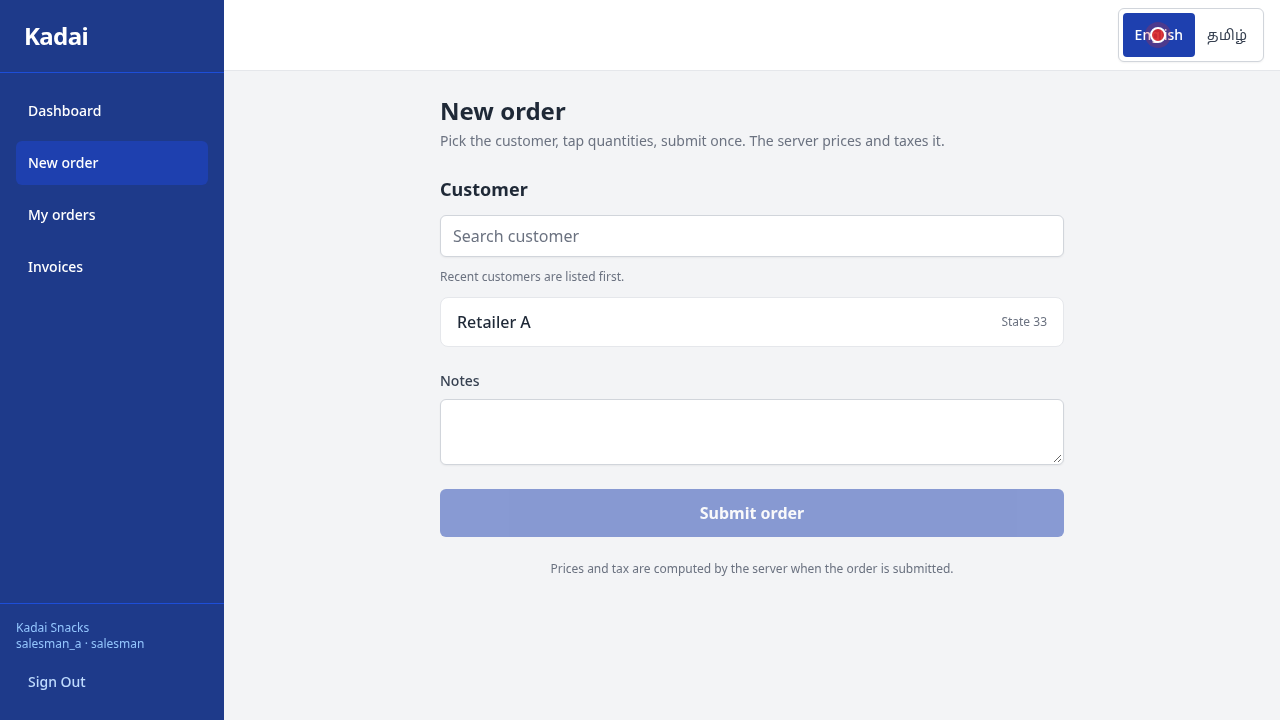 Kadai
English
தமிழ்
Dashboard
New order
My orders
Invoices
New order
Pick the customer, tap quantities, submit once. The server prices and taxes it.
Customer
Search customer
Recent customers are listed first.
Retailer A
State 33
Notes
Submit order
Prices and tax are computed by the server when the order is submitted.
Kadai Snacks
salesman_a · salesman
Sign Out